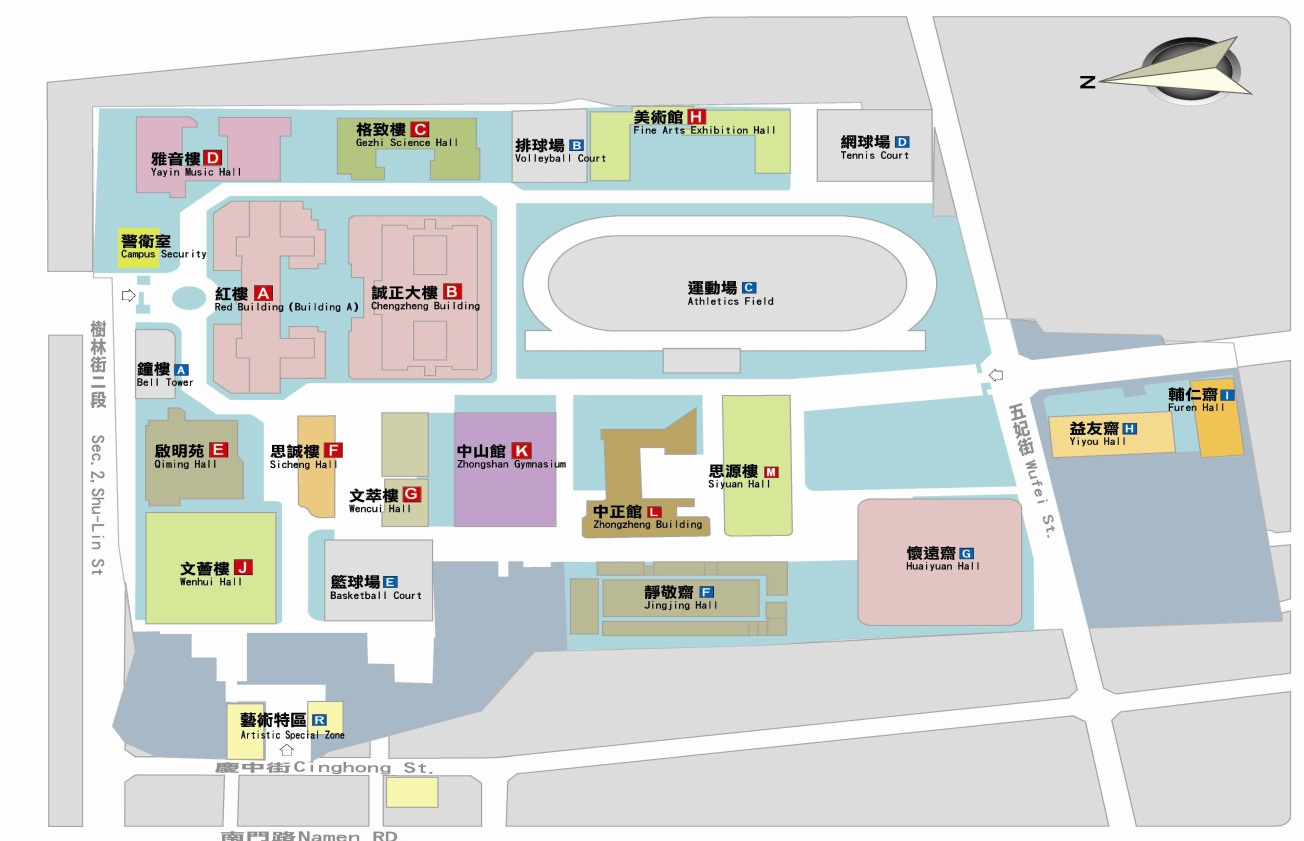 N
雅音樓 D
Yayin Music Hall
格致樓 C
Gezhi Science Hall
排球場 B
Volleyball Court
美術館 H
Fine Arts Exhibition Hall
網球場 D
Tennis Court
警衛室
Campus Security
紅樓 A
Red Building (Building A)
誠正大樓 B
Chengzheng Building
運動場 C
Athletics Field
鐘樓 A
Bell Tower
樹林街二段
Sec. 2, Shu-Lin St
啟明苑 E
Qiming Hall
思誠樓 F
Sicheng Hall
文萃樓 G
Wencui Hall
中山館 K
Zhongshan Gymnasium
中正館 L
Zhongzheng Building
思源樓 M
Siyuan Hall
五妃街 Wufei St.
益友齋 H
Yiyou Hall
輔仁齋 I
Furen Hall
文薈樓 J
Wenhui Hall
籃球場 E
Basketball Court
靜敬齋 F
Jingjing Hall
懷遠齋 G
Huaiyuan Hall
藝術特區 R
Artistic Special Zone
慶中街 Cinghong St.
南門路 Namen RD